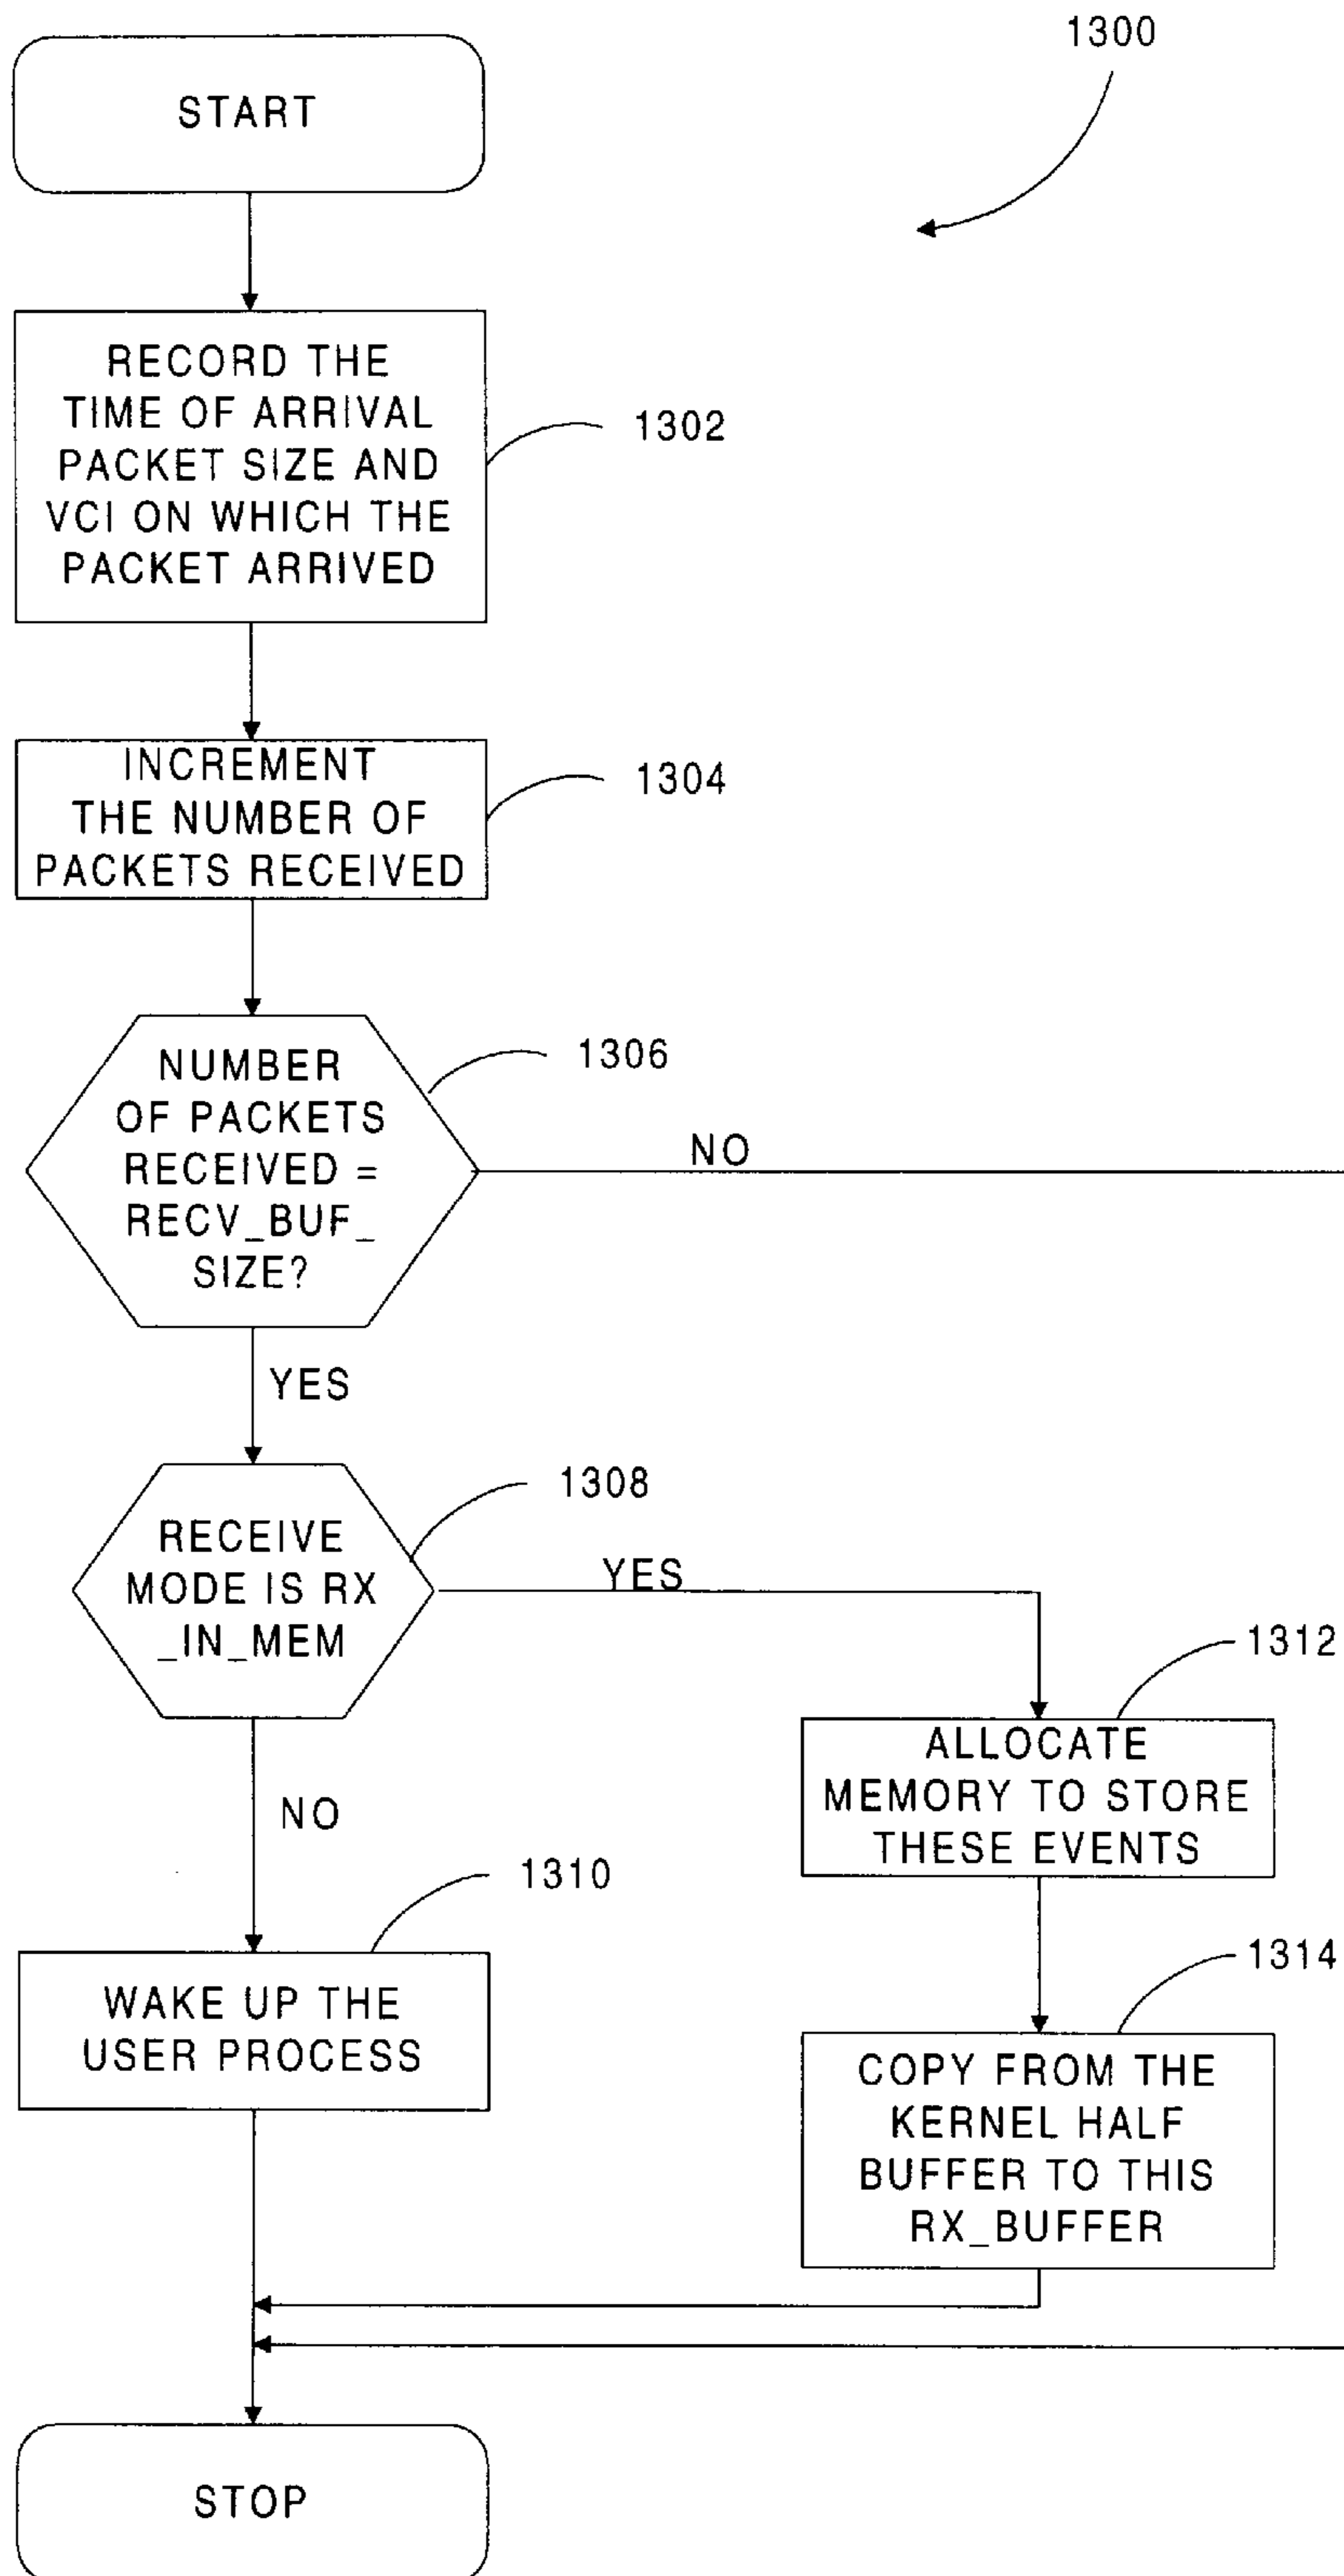 1300
START
RECORD THE
TIME OF ARRIVAL
PACKET SIZE AND
VCI ON WHICH THE
PACKET ARRIVED
1302
INCREMENT
THE NUMBER OF
PACKETS RECEIVED
1304
NUMBER
OF PACKETS
RECEIVED =
RECV_BUF_
SIZE?
1306
NO
YES
RECEIVE
MODE IS RX
_IN_MEM
1308
YES
NO
1312
ALLOCATE
MEMORY TO STORE
THESE EVENTS
1310
WAKE UP THE
USER PROCESS
1314
COPY FROM THE
KERNEL HALF
BUFFER TO THIS
RX_BUFFER
STOP